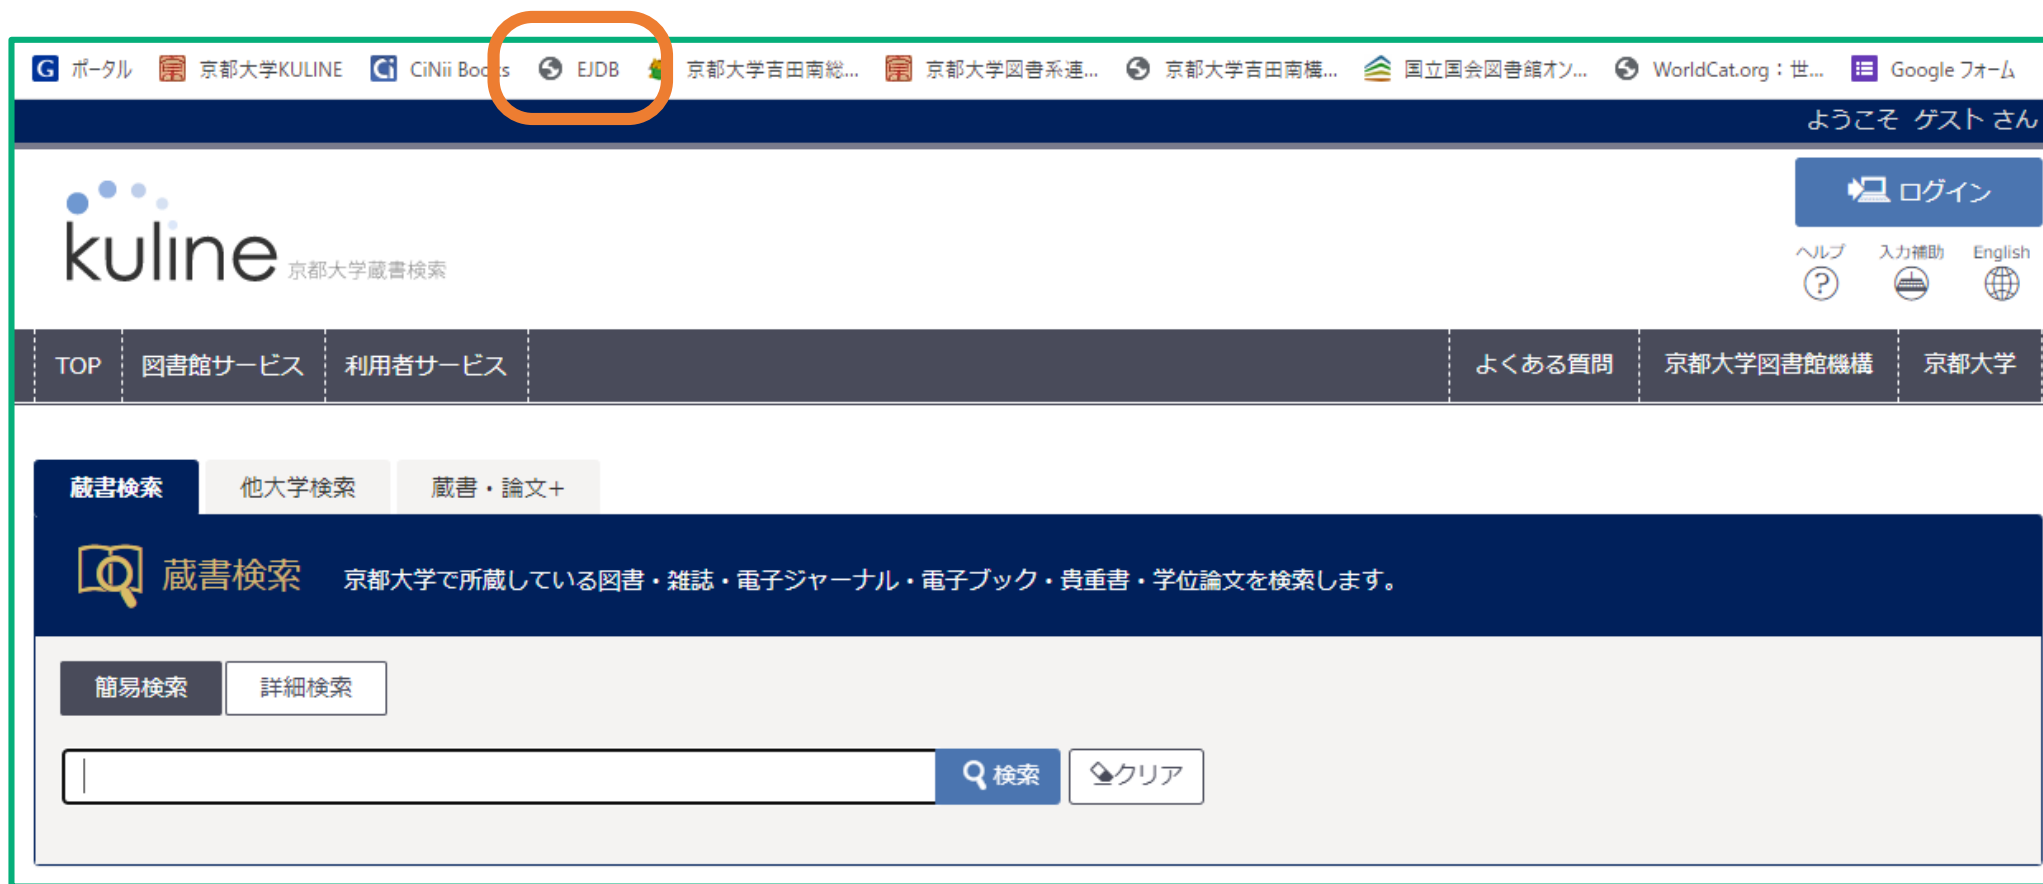 ポータル 京都大学KULINE CiNii Books EJDB 京都大学吉田南総... 京都大学図書系連... 京都大学吉田南構... 国立国会図書館オン... WorldCat.org：世... Google フォーム
ようこそ ゲスト さん
ログイン
kuline 京都大学蔵書検索
ヘルプ 入力補助 English
TOP 図書館サービス 利用者サービス よくある質問 京都大学図書館機構 京都大学
蔵書検索 他大学検索 蔵書・論文+
蔵書検索 京都大学で所蔵している図書・雑誌・電子ジャーナル・電子ブック・貴重書・学位論文を検索します。
簡易検索 詳細検索
検索 クリア